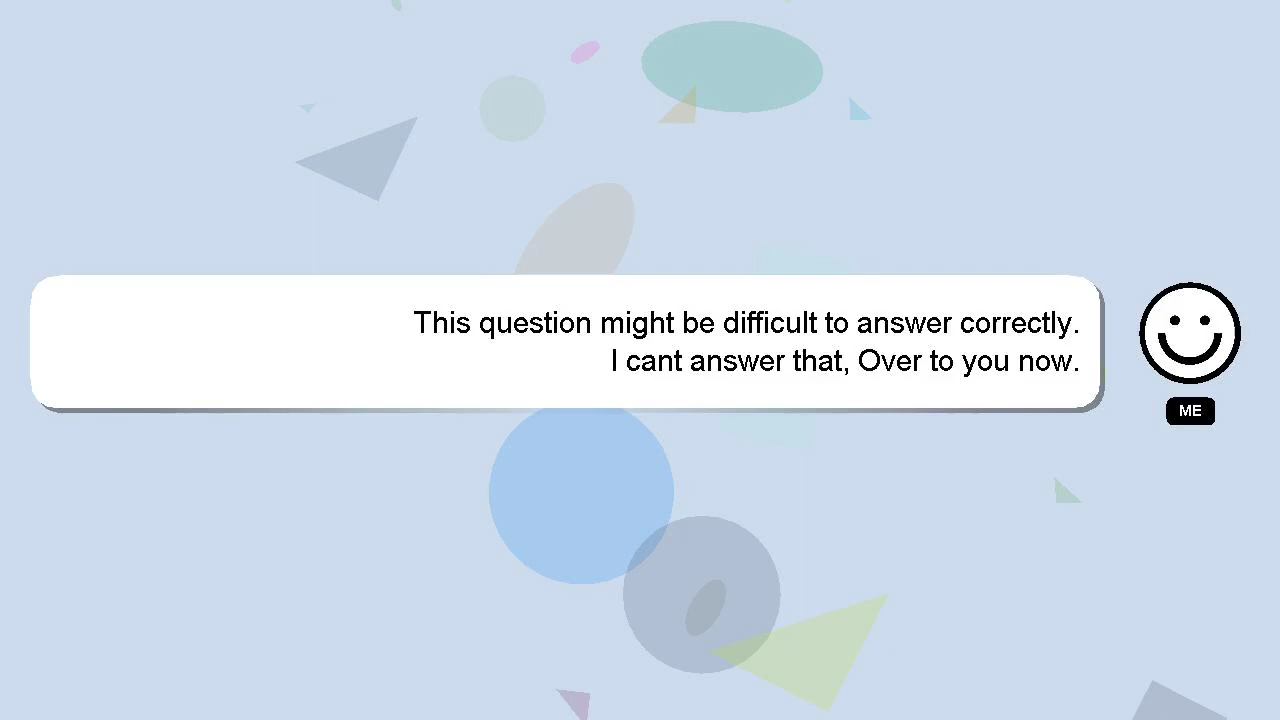 This question might be difficult to answer correctly.
I cant answer that, Over to you now.
ME